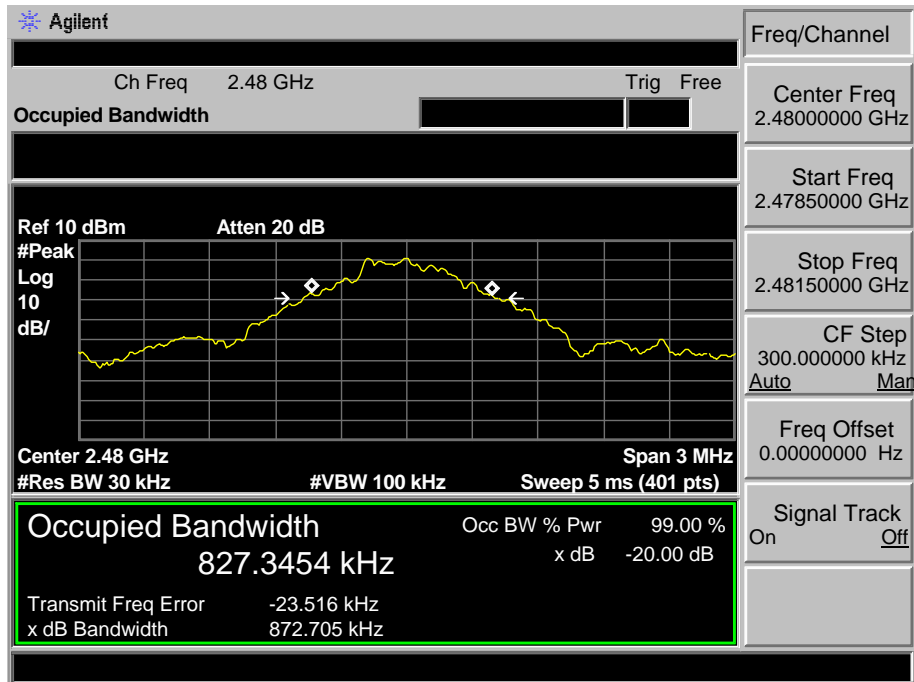 Agilent
Freq/Channel
Ch Freq 2.48 GHz Trig Free
Occupied Bandwidth
Center Freq
2.48000000 GHz
Start Freq
2.47850000 GHz
Ref 10 dBm Atten 20 dB
#Peak
Log
10
dB/
Stop Freq
2.48150000 GHz
CF Step
300.000000 kHz
Auto Man
Freq Offset
0.00000000 Hz
Center 2.48 GHz Span 3 MHz
#Res BW 30 kHz #VBW 100 kHz Sweep 5 ms (401 pts)
Signal Track
On Off
Occupied Bandwidth
827.3454 kHz
Occ BW % Pwr 99.00 %
x dB -20.00 dB
Transmit Freq Error -23.516 kHz
x dB Bandwidth 872.705 kHz